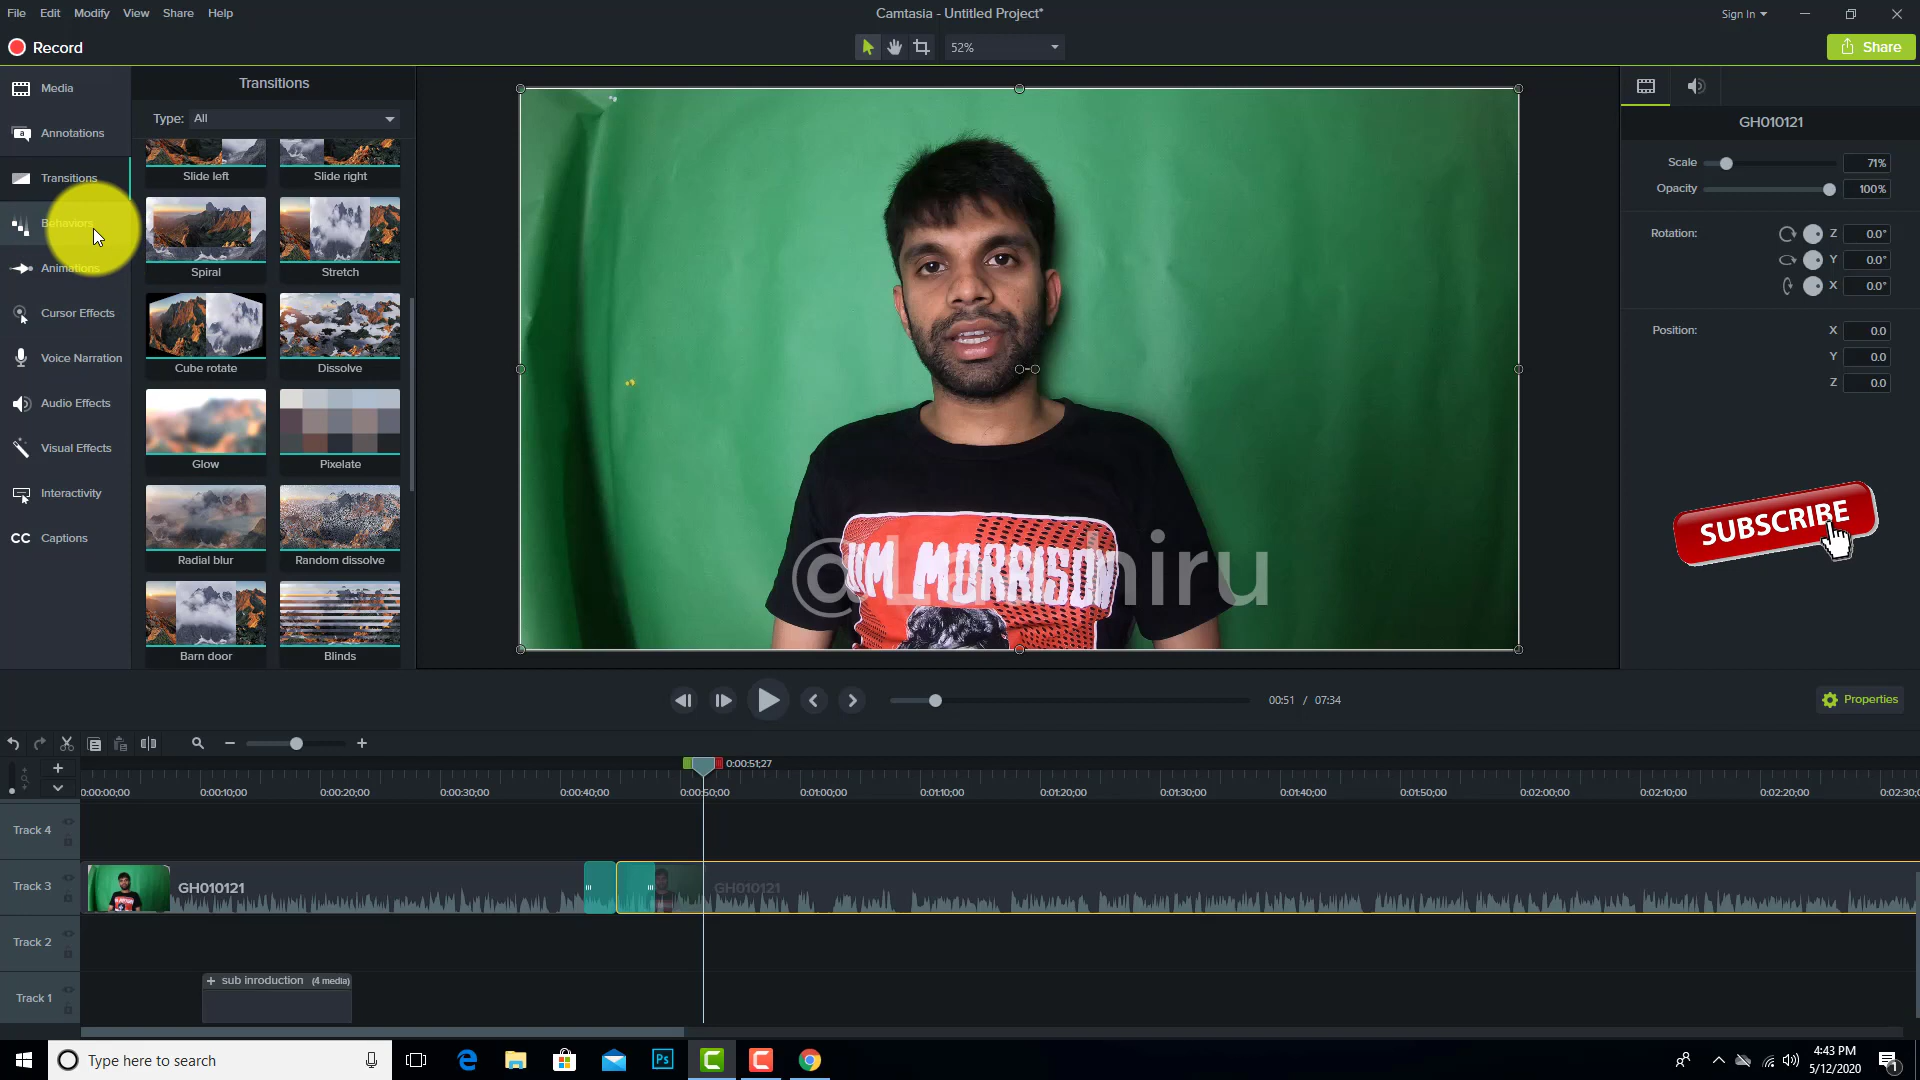 File Edit Modify View Share Help
Camtasia - Untitled Project*
Sign In
Record
52%
Share
Media
Annotations
Transitions
Behaviors
Animations
Cursor Effects
Voice Narration
Audio Effects
Visual Effects
Interactivity
CC Captions
Transitions
Type: All
Slide left Slide right
Spiral Stretch
Cube rotate Dissolve
Glow Pixelate
Radial blur Random dissolve
Barn door Blinds
MORRISON
GH010121
Scale 71%
Opacity 100%
Rotation: Z 0.0°
Y 0.0°
X 0.0°
Position: X 0.0
Y 0.0
Z 0.0
SUBSCRIBE
00:51 / 07:34
Properties
0:00:51;27
0:00:00;00 0:00:10;00 0:00:20;00 0:00:30;00 0:00:40;00 0:00:50;00 0:01:00;00 0:01:10;00 0:01:20;00 0:01:30;00 0:01:40;00 0:01:50;00 0:02:00;00 0:02:10;00 0:02:20;00
Track 4
Track 3 GH010121 GH010121
Track 2
Track 1
+ sub inroduction (4 media)
Type here to search
Ps
4:43 PM
5/12/2020
1